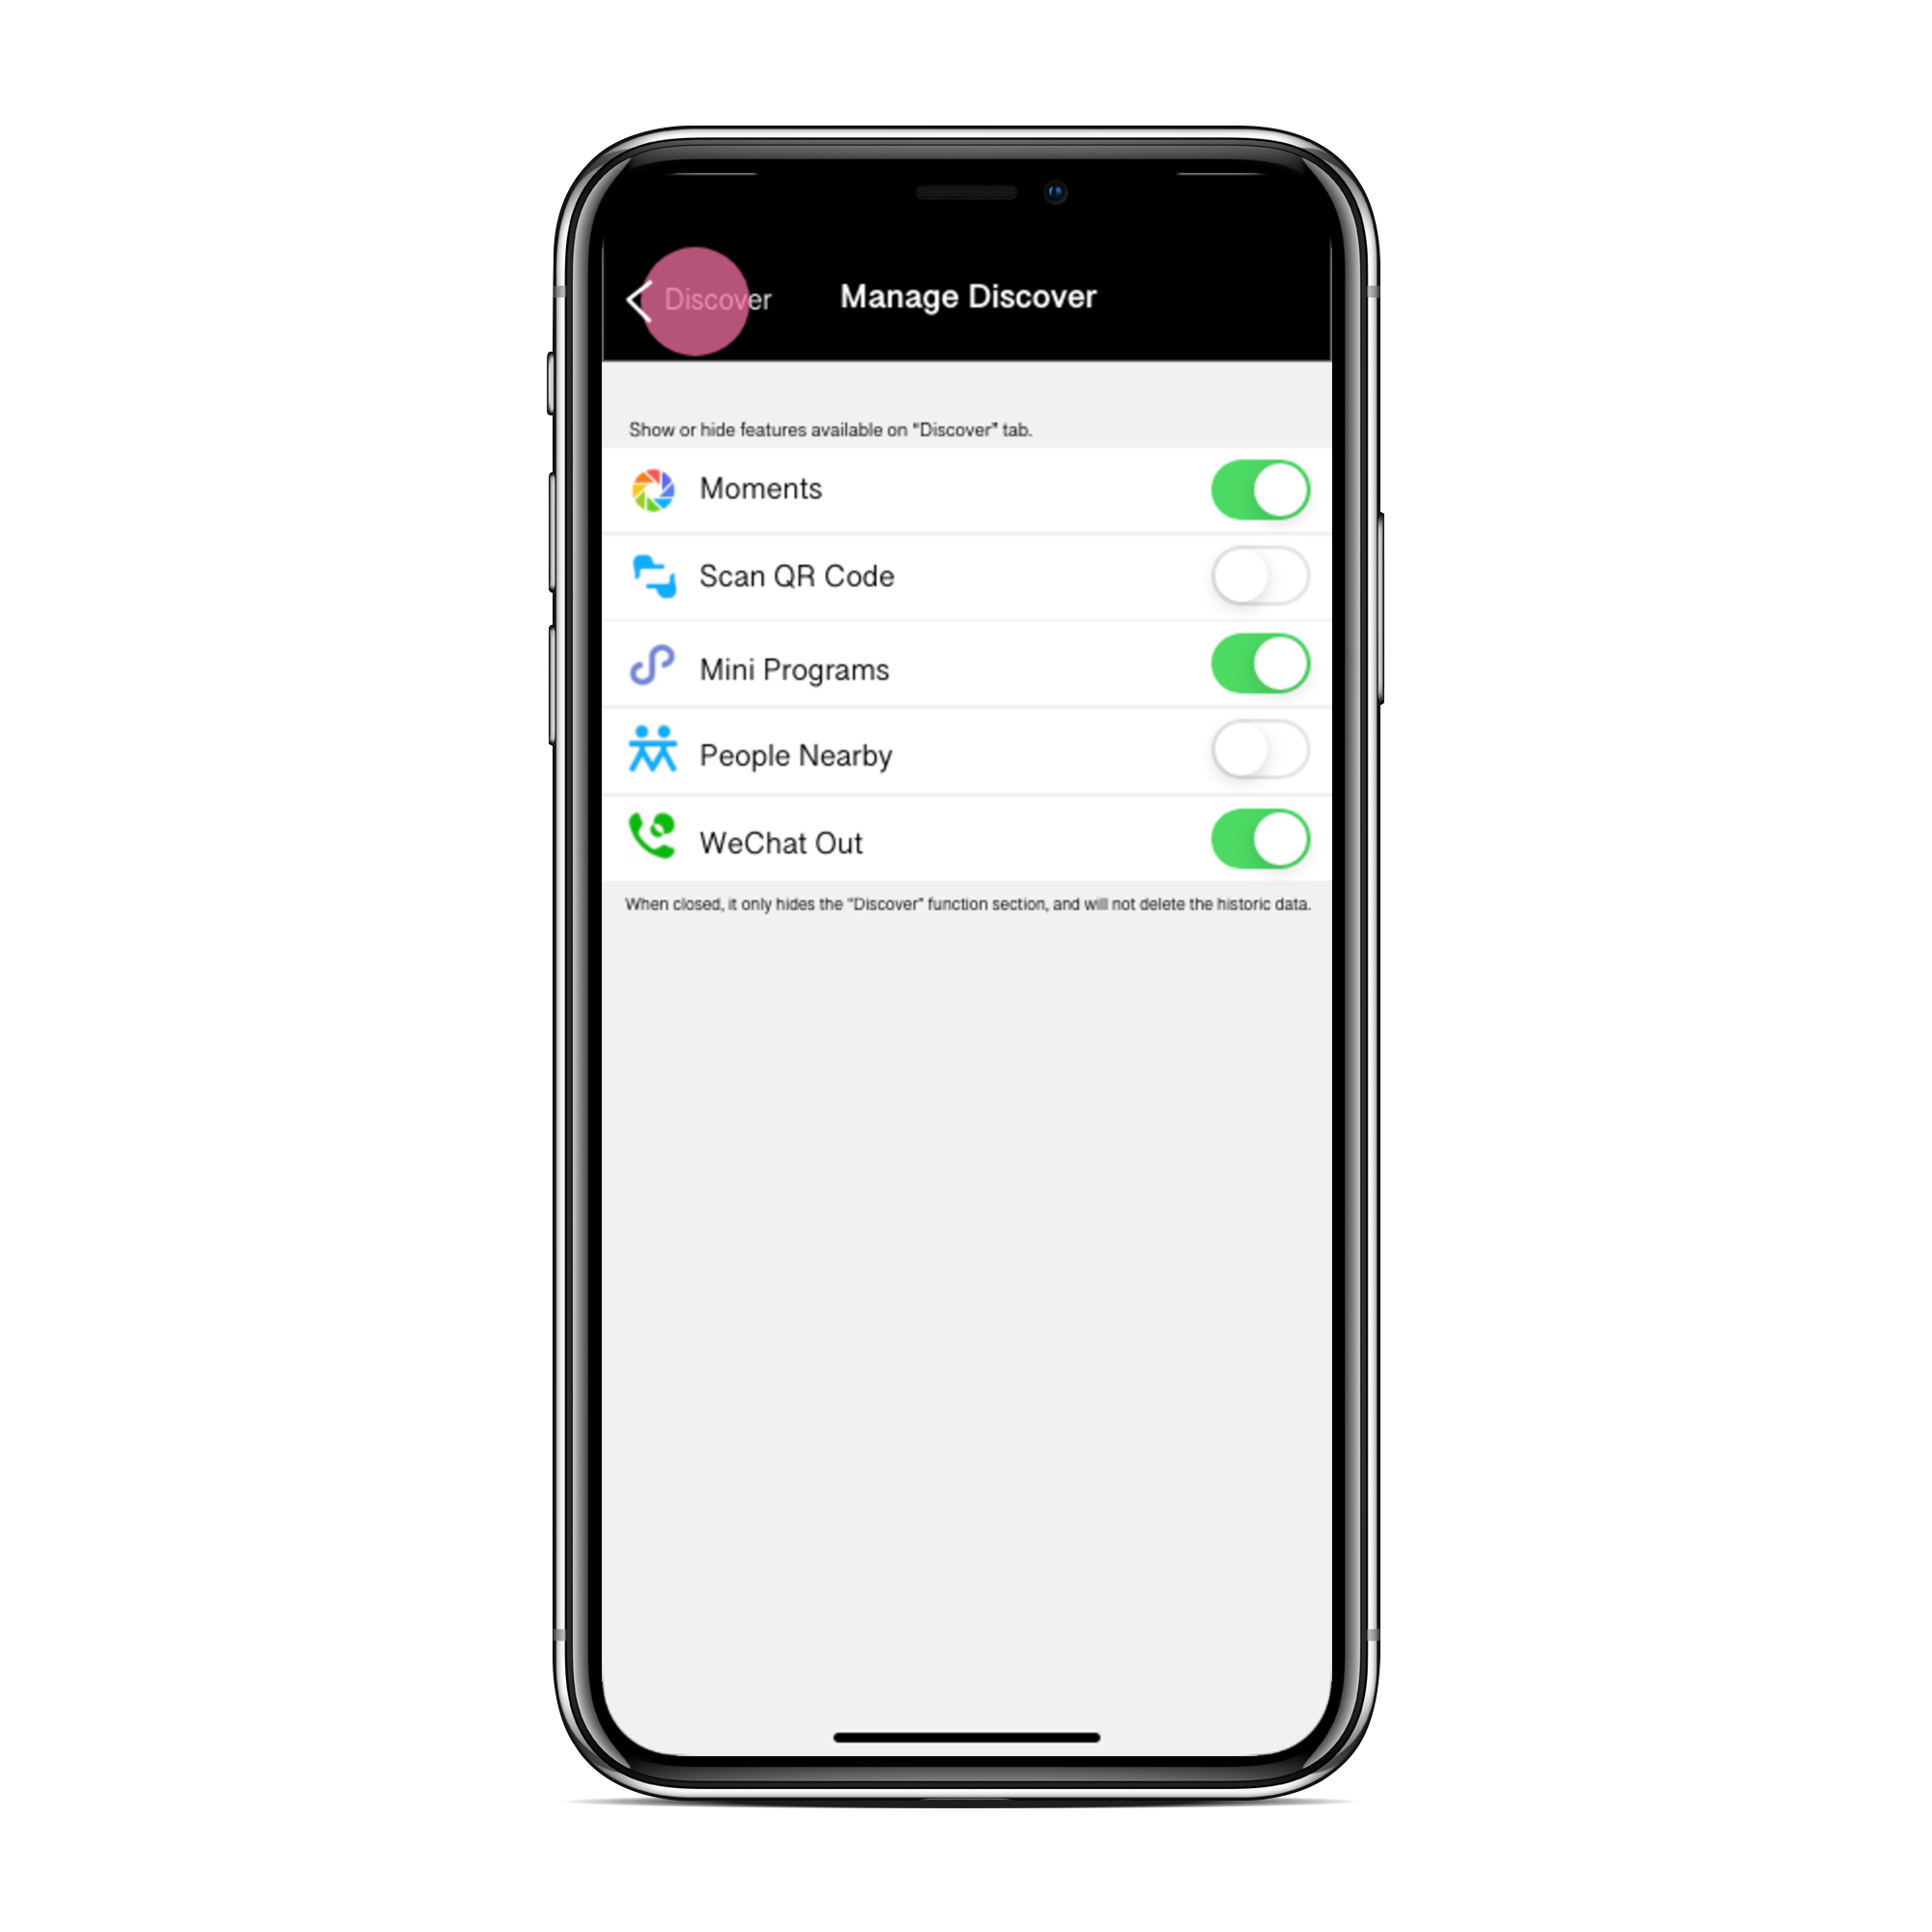 Discover
Manage Discover
Show or hide features available on "Discover" tab.
Moments
Scan QR Code
Mini Programs
People Nearby
WeChat Out
When closed, it only hides the "Discover" function section, and will not delete the historic data.